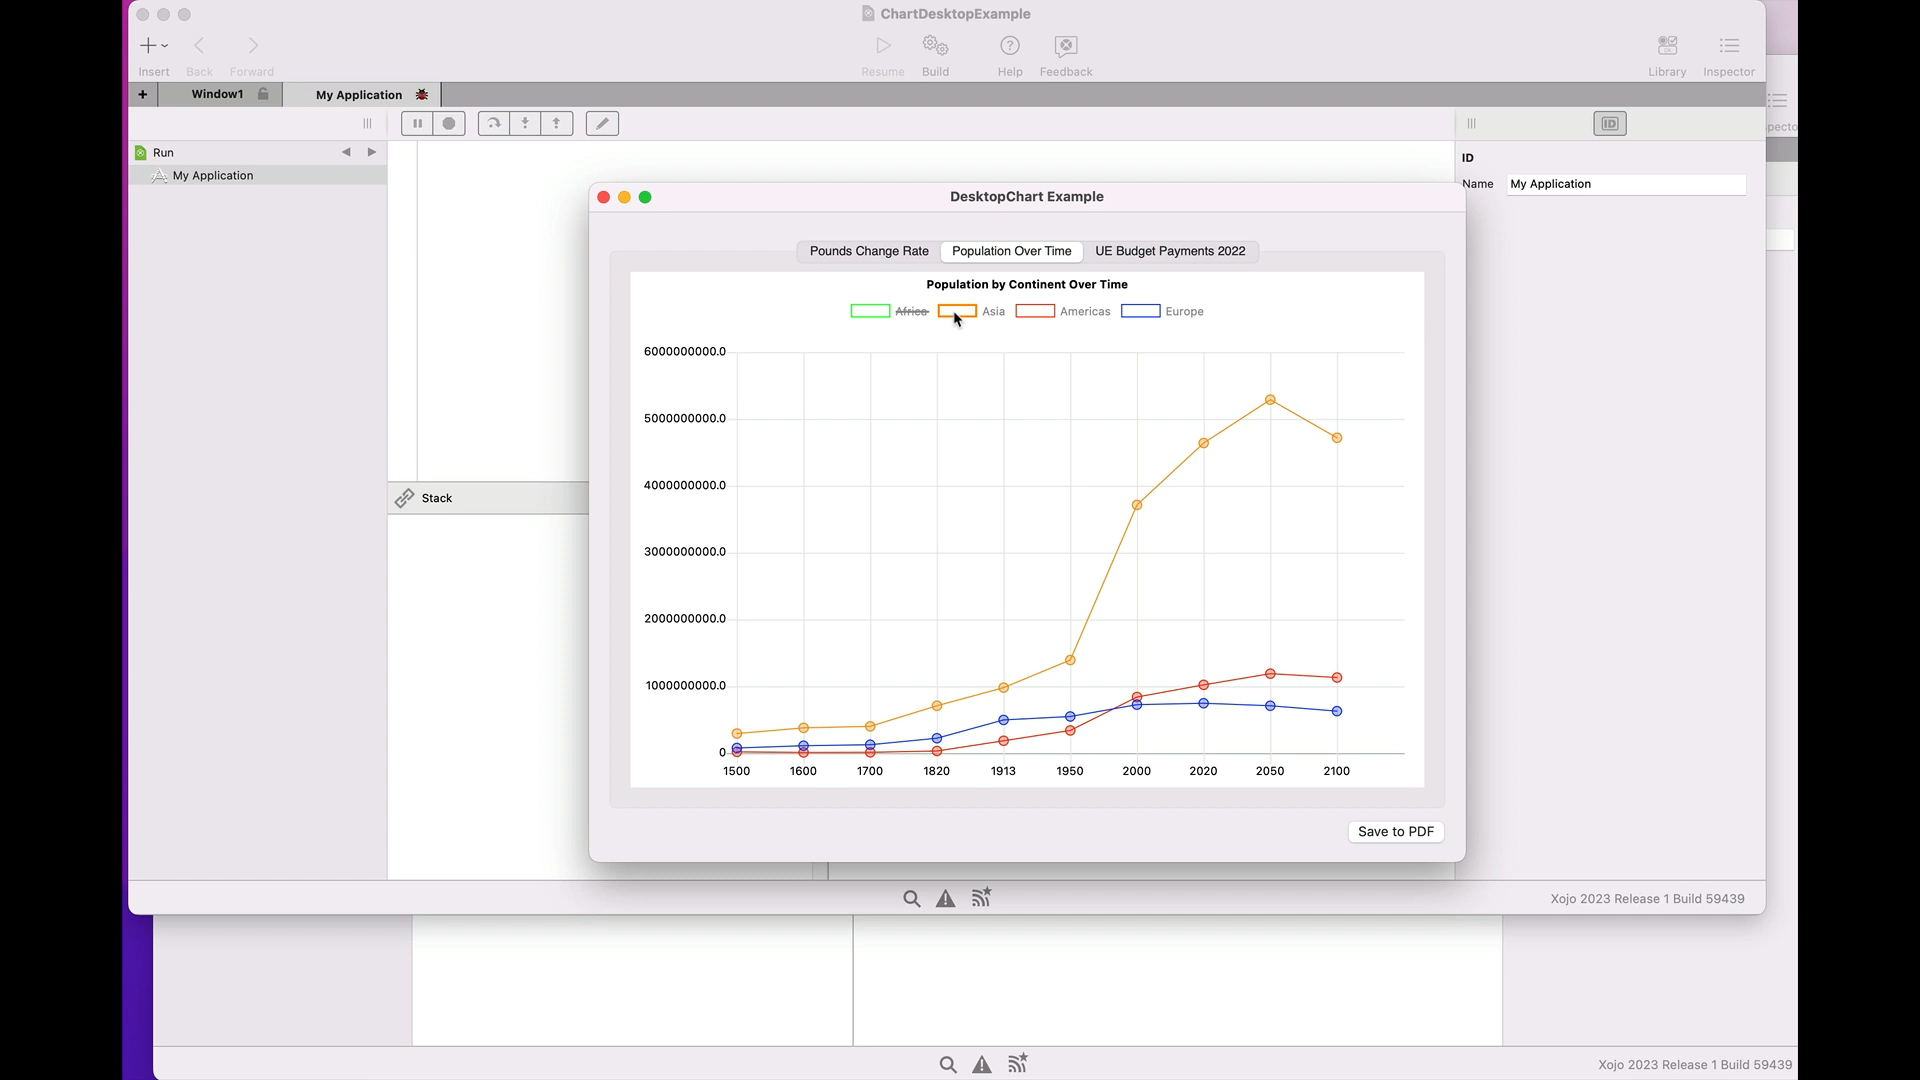 ChartDesktopExample
Insert Back Forward Resume Build Help Feedback Library Inspector
+ Window1 My Application
Run
My Application
ID
Name My Application
Stack
DesktopChart Example
Pounds Change Rate Population Over Time UE Budget Payments 2022
Population by Continent Over Time
Africa Asia Americas Europe
6000000000.0
5000000000.0
4000000000.0
3000000000.0
2000000000.0
1000000000.0
0
1500 1600 1700 1820 1913 1950 2000 2020 2050 2100
Save to PDF
Xojo 2023 Release 1 Build 59439
Xojo 2023 Release 1 Build 59439